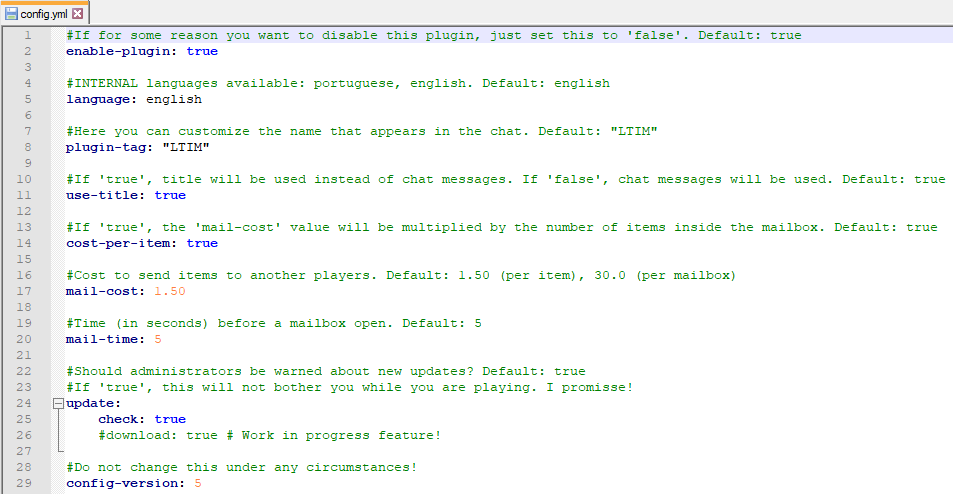 config.yml
1 #If for some reason you want to disable this plugin, just set this to 'false'. Default: true
2 enable-plugin: true
3
4 #INTERNAL languages available: portuguese, english. Default: english
5 language: english
6
7 #Here you can customize the name that appears in the chat. Default: "LTIM"
8 plugin-tag: "LTIM"
9
10 #If 'true', title will be used instead of chat messages. If 'false', chat messages will be used. Default: true
11 use-title: true
12
13 #If 'true', the 'mail-cost' value will be multiplied by the number of items inside the mailbox. Default: true
14 cost-per-item: true
15
16 #Cost to send items to another players. Default: 1.50 (per item), 30.0 (per mailbox)
17 mail-cost: 1.50
18
19 #Time (in seconds) before a mailbox open. Default: 5
20 mail-time: 5
21
22 #Should administrators be warned about new updates? Default: true
23 #If 'true', this will not bother you while you are playing. I promisse!
24 update:
25     check: true
26     #download: true # Work in progress feature!
27
28 #Do not change this under any circumstances!
29 config-version: 5